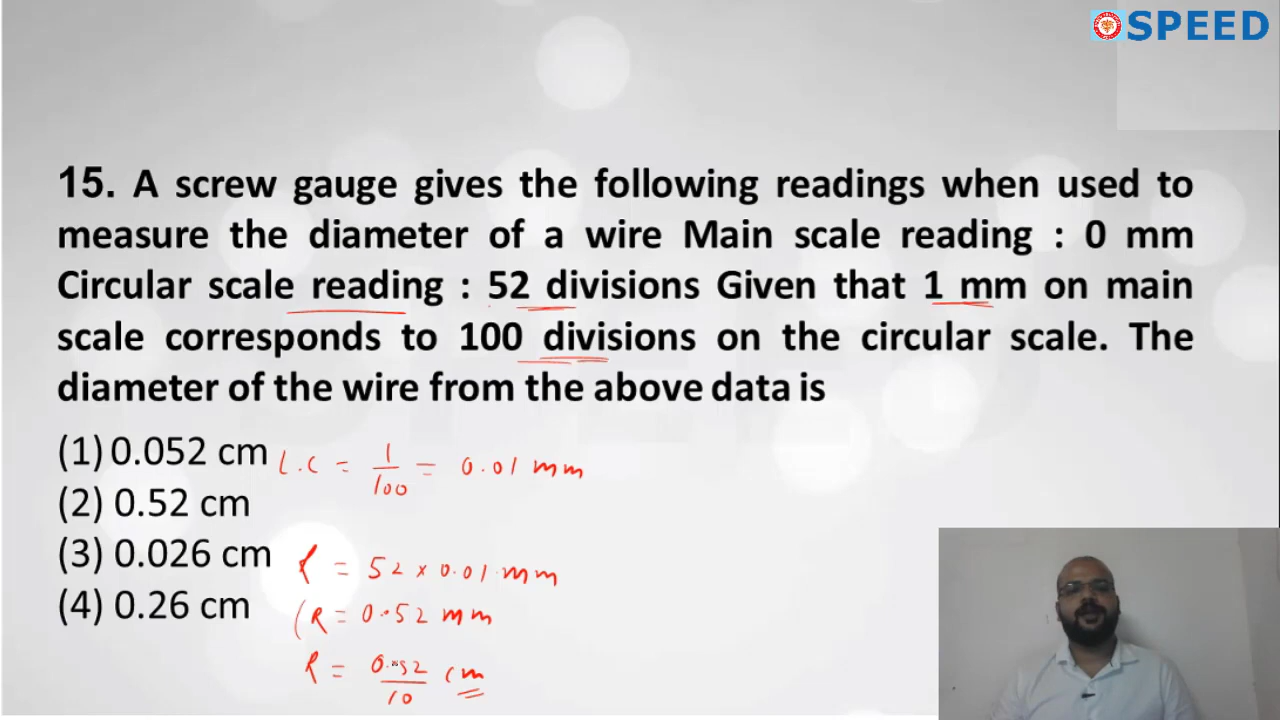 SPEED
15. A screw gauge gives the following readings when used to
measure the diameter of a wire Main scale reading : 0 mm
Circular scale reading : 52 divisions Given that 1 mm on main
scale corresponds to 100 divisions on the circular scale. The
diameter of the wire from the above data is
(1) 0.052 cm
L.C = 1/100 = 0.01 mm
(2) 0.52 cm
(3) 0.026 cm
R = 52 x 0.01 mm
(4) 0.26 cm
(R = 0.52 mm
R = 0.52/10 cm